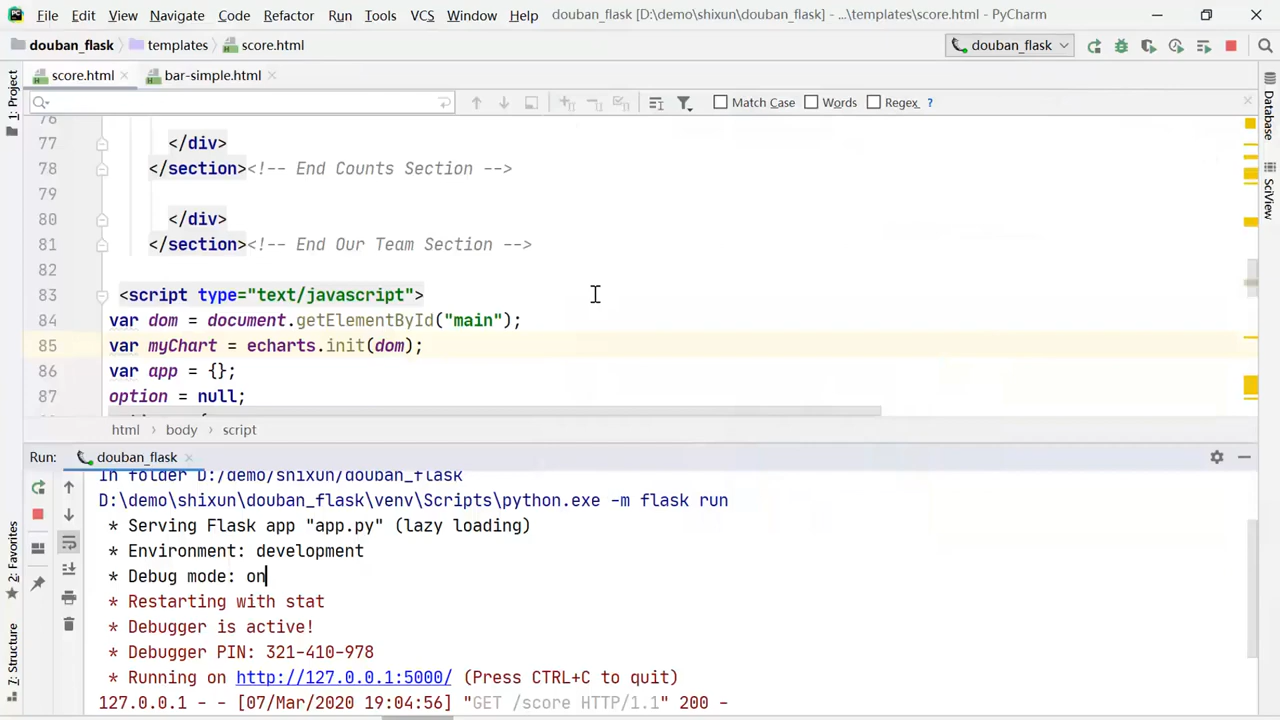 File Edit View Navigate Code Refactor Run Tools VCS Window Help douban_flask [D:\demo\shixun\douban_flask] - ...\templates\score.html - PyCharm
douban_flask templates score.html douban_flask
score.html bar-simple.html
Match Case Words Regex ?
1: Project
Database
SciView
76
77 </div>
78 </section><!-- End Counts Section -->
79
80 </div>
81 </section><!-- End Our Team Section -->
82
83 <script type="text/javascript">
84 var dom = document.getElementById("main");
85 var myChart = echarts.init(dom);
86 var app = {};
87 option = null;
html body script
Run: douban_flask
In folder D:/demo/shixun/douban_flask
D:\demo\shixun\douban_flask\venv\Scripts\python.exe -m flask run
* Serving Flask app "app.py" (lazy loading)
* Environment: development
* Debug mode: on
* Restarting with stat
* Debugger is active!
* Debugger PIN: 321-410-978
* Running on http://127.0.0.1:5000/ (Press CTRL+C to quit)
127.0.0.1 - - [07/Mar/2020 19:04:56] "GET /score HTTP/1.1" 200 -
2: Favorites
7: Structure